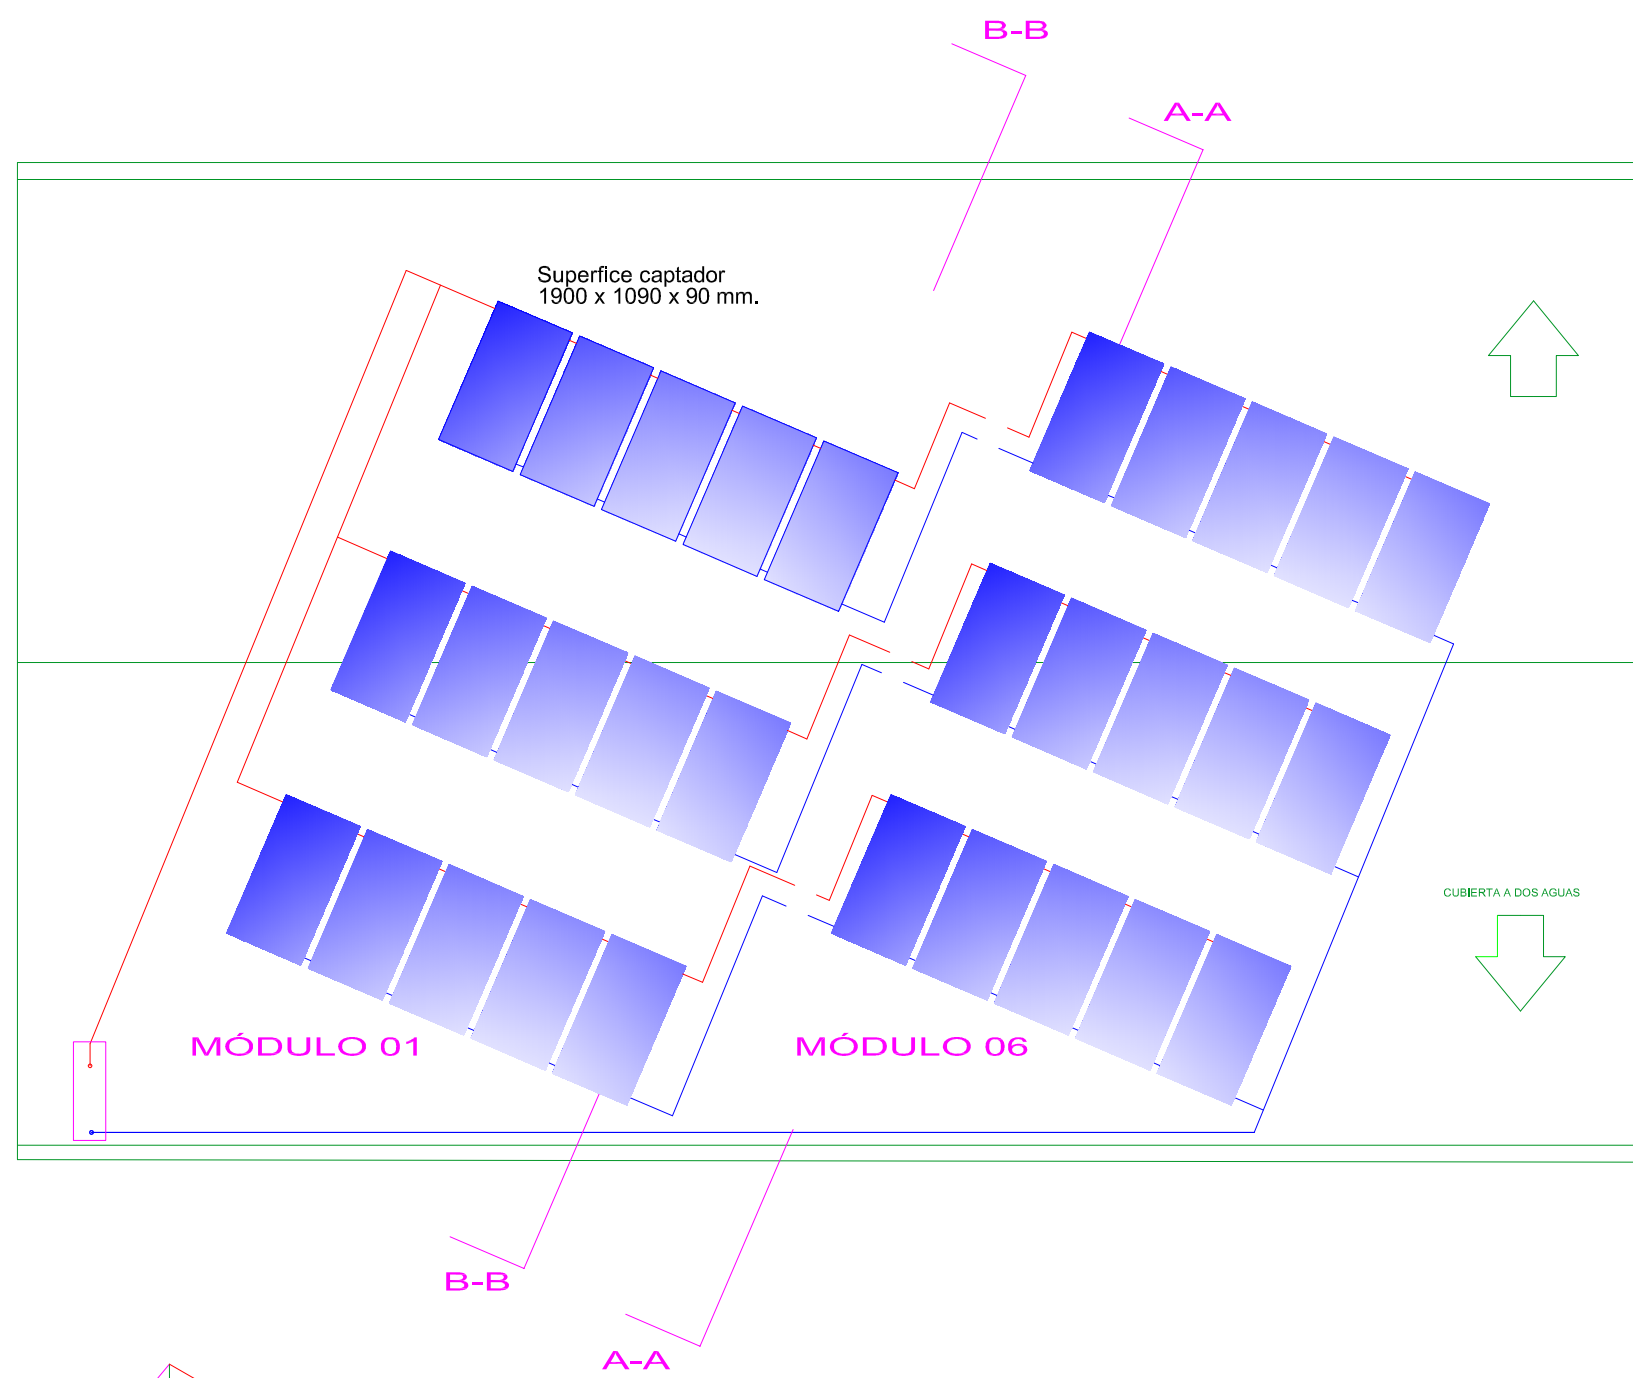 B-B
A-A
Superfice captador
1900 x 1090 x 90 mm.
CUBIERTA A DOS AGUAS
MÓDULO 01
MÓDULO 06
B-B
A-A